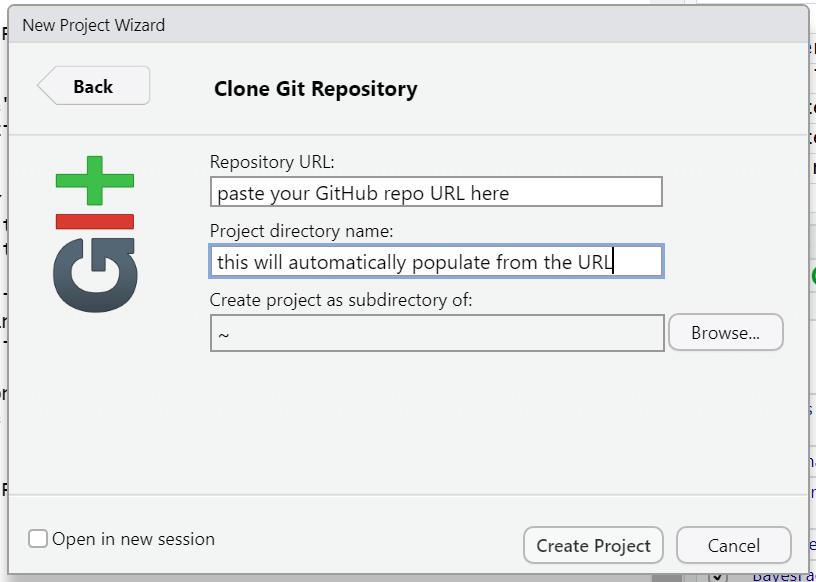 New Project Wizard
Back
Clone Git Repository
Git
Repository URL:
paste your GitHub repo URL here
Project directory name:
this will automatically populate from the URL
Create project as subdirectory of:
~
Browse...
Open in new session
Create Project
Cancel